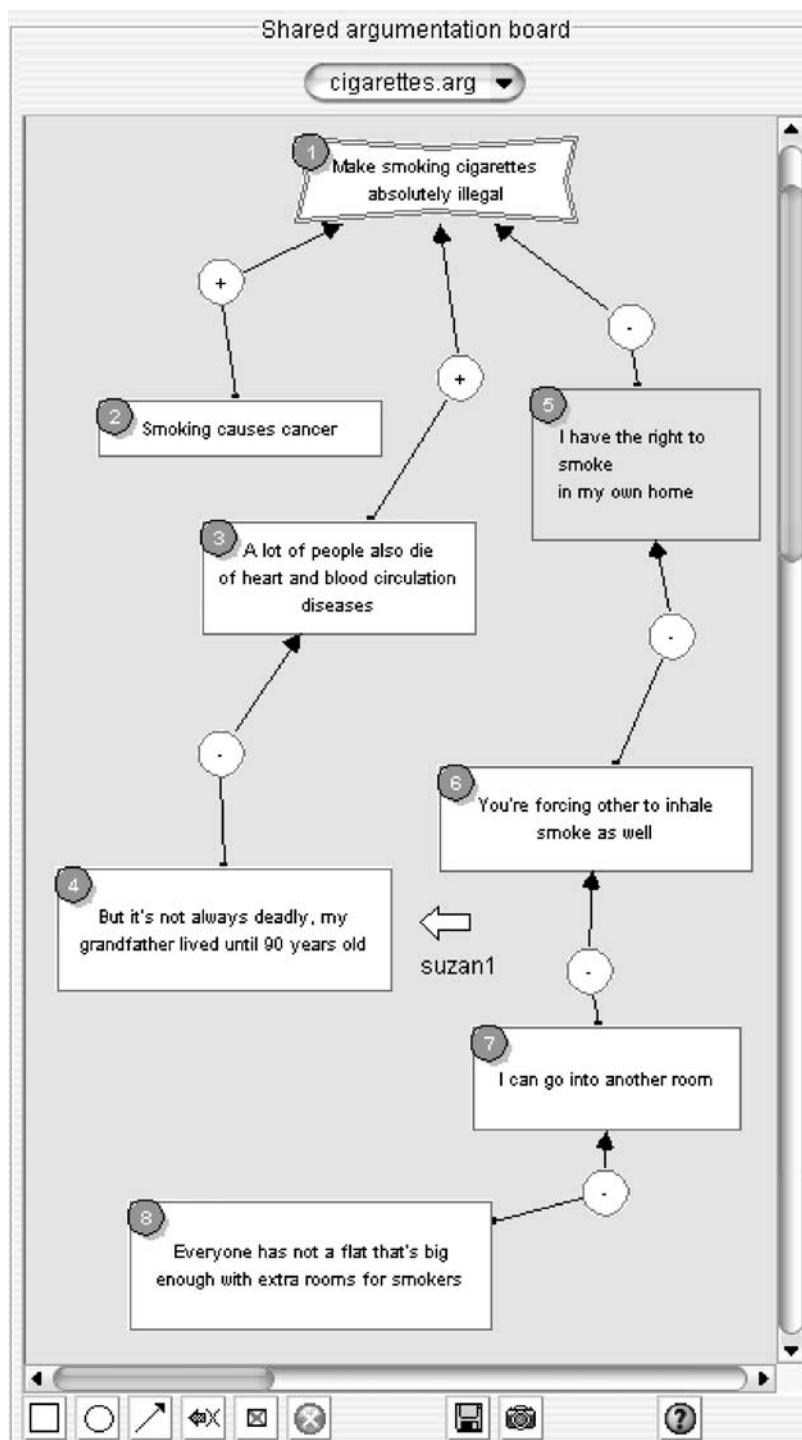 Shared argumentation board
cigarettes.arg
1
Make smoking cigarettes
absolutely illegal
+
-
+
2
Smoking causes cancer
5
I have the right to
smoke
in my own home
3
A lot of people also die
of heart and blood circulation
diseases
-
-
6
You're forcing other to inhale
smoke as well
4
But it's not always deadly, my
grandfather lived until 90 years old
suzan1
-
7
I can go into another room
-
8
Everyone has not a flat that's big
enough with extra rooms for smokers
?